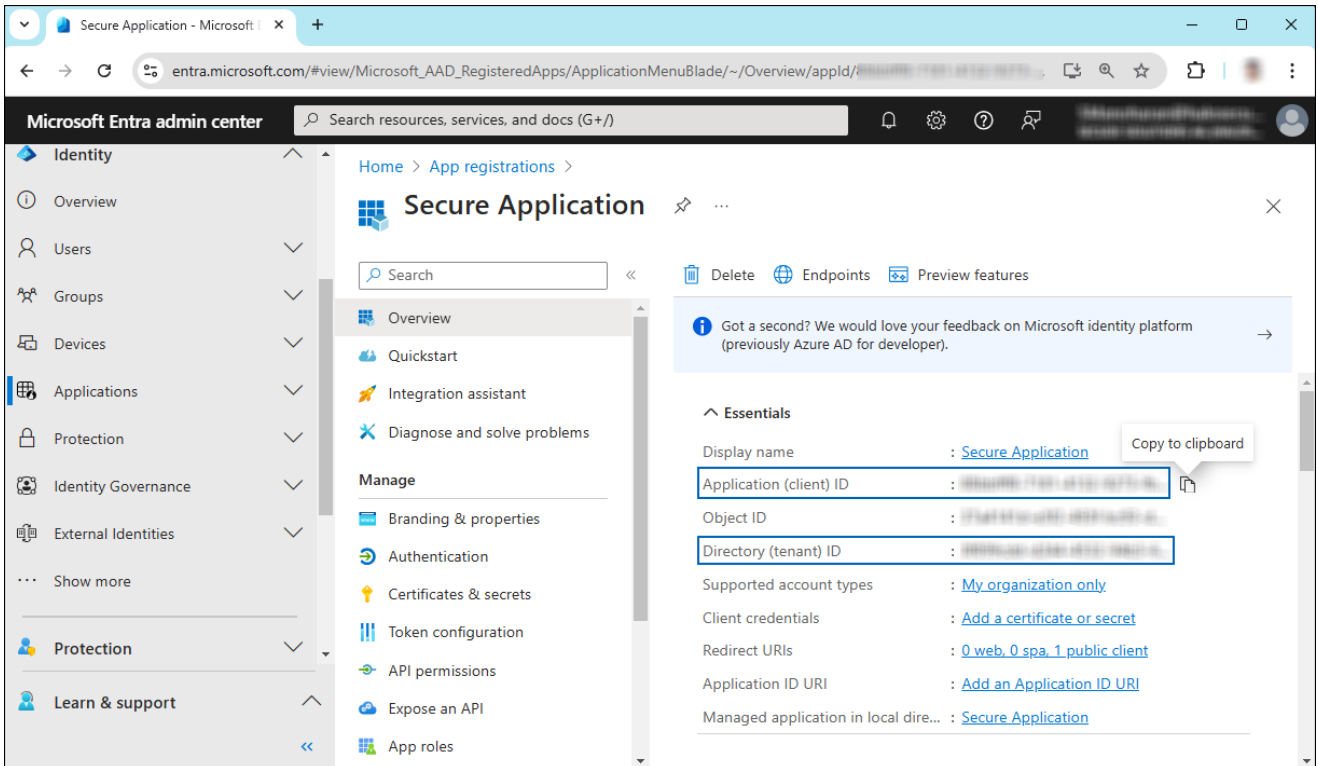 Secure Application - Microsoft E
entra.microsoft.com/#view/Microsoft_AAD_RegisteredApps/ApplicationMenuBlade/~/Overview/appId/
Microsoft Entra admin center
Search resources, services, and docs (G+/)
Identity
Overview
Users
Groups
Devices
Applications
Protection
Identity Governance
External Identities
Show more
Protection
Learn & support
Home > App registrations >
Secure Application
Search
Overview
Quickstart
Integration assistant
Diagnose and solve problems
Manage
Branding & properties
Authentication
Certificates & secrets
Token configuration
API permissions
Expose an API
App roles
Delete
Endpoints
Preview features
Got a second? We would love your feedback on Microsoft identity platform
(previously Azure AD for developer).
Essentials
Copy to clipboard
Display name : Secure Application
Application (client) ID :
Object ID :
Directory (tenant) ID :
Supported account types : My organization only
Client credentials : Add a certificate or secret
Redirect URIs : 0 web, 0 spa, 1 public client
Application ID URI : Add an Application ID URI
Managed application in local dire... : Secure Application